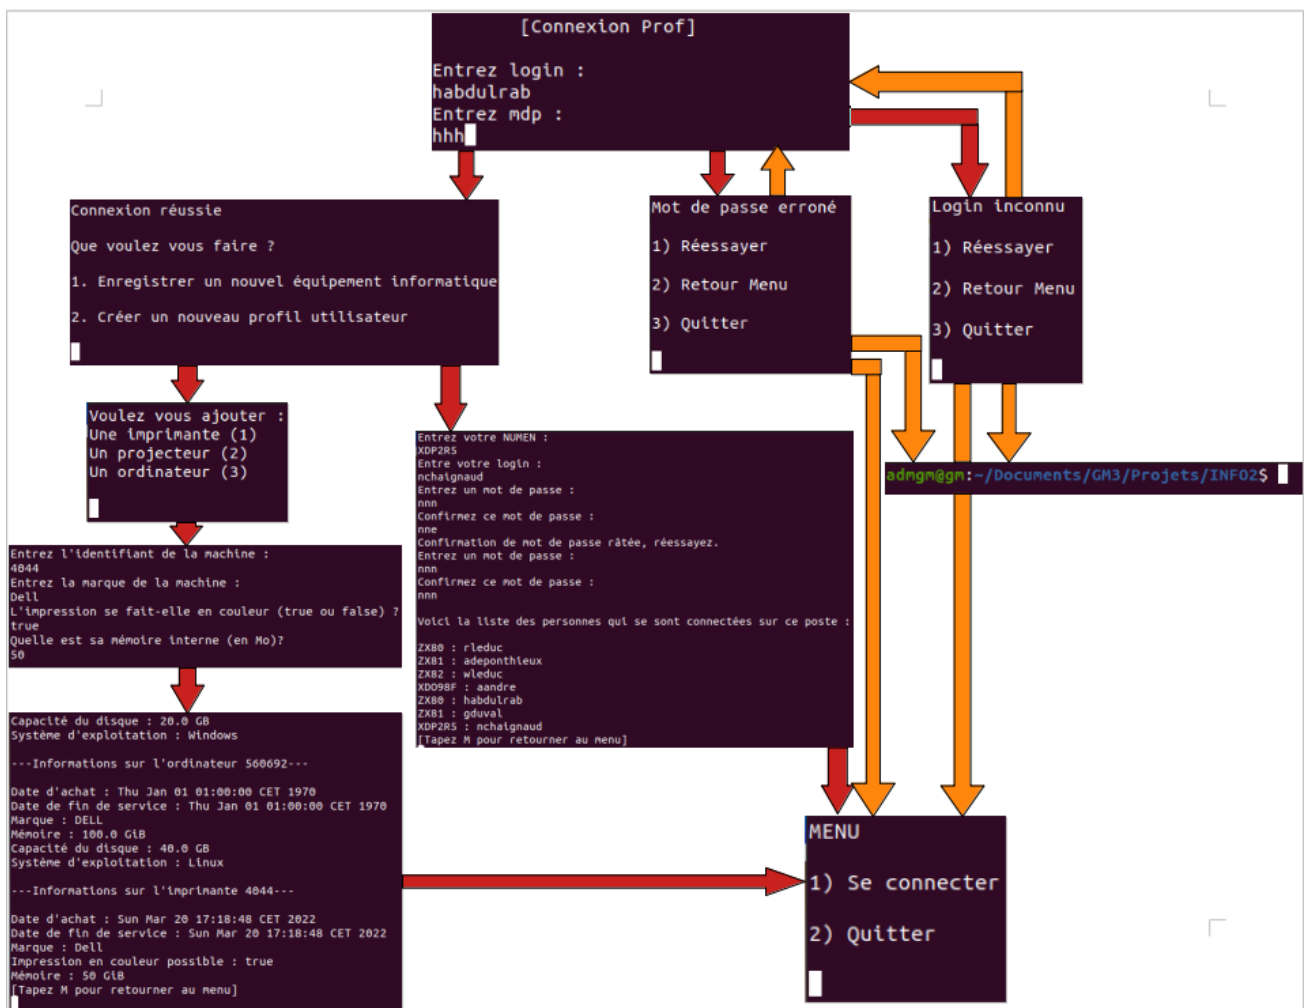 [Connexion Prof]
Entrez login :
habdulrab
Entrez mdp :
hhh
Connexion réussie
Que voulez vous faire ?
1. Enregistrer un nouvel équipement informatique
2. Créer un nouveau profil utilisateur
Mot de passe erroné
1) Réessayer
2) Retour Menu
3) Quitter
Login inconnu
1) Réessayer
2) Retour Menu
3) Quitter
Voulez vous ajouter :
Une imprimante (1)
Un projecteur (2)
Un ordinateur (3)
Entrez votre NUMEN :
XDP2RS
Entre votre login :
nchaignaud
Entrez un mot de passe :
nnn
Confirmez ce mot de passe :
nne
Confirmation de mot de passe râtée, réessayez.
Entrez un mot de passe :
nnn
Confirmez ce mot de passe :
nnn
Voici la liste des personnes qui se sont connectées sur ce poste :
ZX80 : rleduc
ZX81 : adeponthieux
ZX82 : wleduc
XDO98F : aandre
ZX80 : habdulrab
ZX81 : gduval
XDP2RS : nchaignaud
[Tapez M pour retourner au menu]
admgm@gm:~/Documents/GM3/Projets/INFO2$
Entrez l'identifiant de la machine :
4044
Entrez la marque de la machine :
Dell
L'impression se fait-elle en couleur (true ou false) ?
true
Quelle est sa mémoire interne (en Mo)?
50
Capacité du disque : 20.0 GB
Système d'exploitation : Windows
---Informations sur l'ordinateur 560692---
Date d'achat : Thu Jan 01 01:00:00 CET 1970
Date de fin de service : Thu Jan 01 01:00:00 CET 1970
Marque : DELL
Mémoire : 100.0 GiB
Capacité du disque : 40.0 GB
Système d'exploitation : Linux
---Informations sur l'imprimante 4044---
Date d'achat : Sun Mar 20 17:18:48 CET 2022
Date de fin de service : Sun Mar 20 17:18:48 CET 2022
Marque : Dell
Impression en couleur possible : true
Mémoire : 50 GiB
[Tapez M pour retourner au menu]
MENU
1) Se connecter
2) Quitter